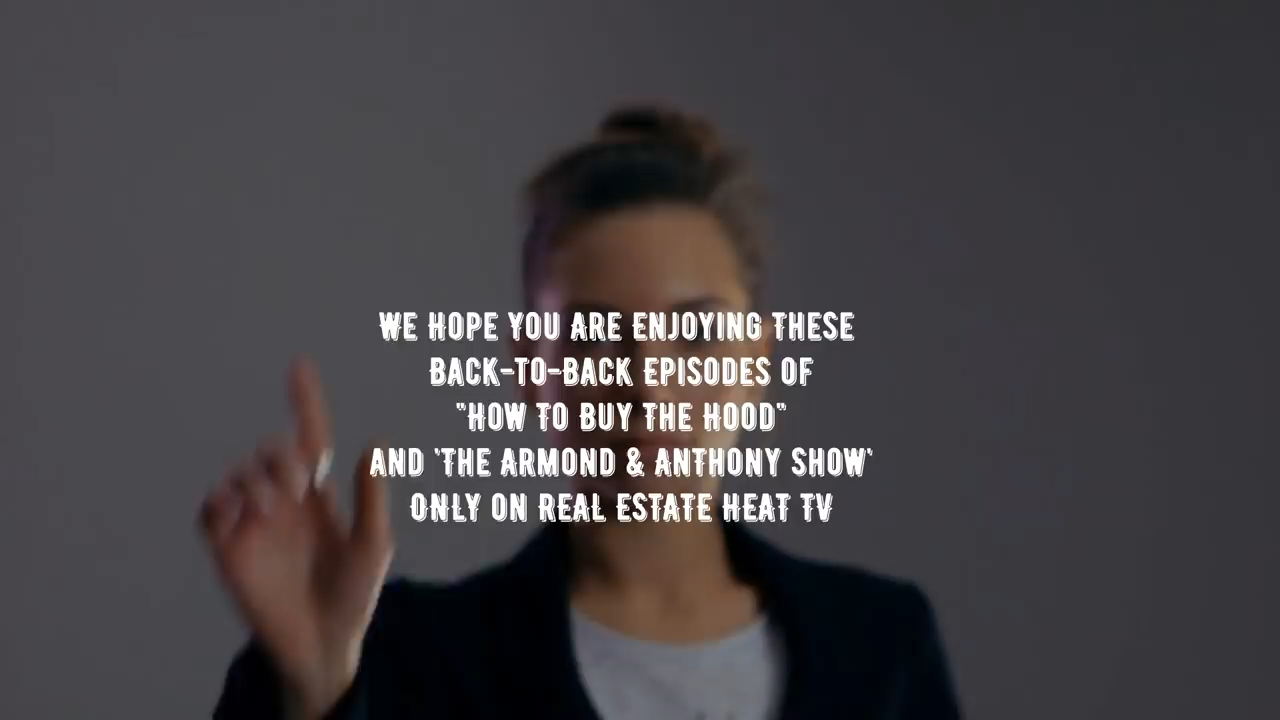 WE HOPE YOU ARE ENJOYING THESE
BACK-TO-BACK EPISODES OF
"HOW TO BUY THE HOOD"
AND 'THE ARMOND & ANTHONY SHOW'
ONLY ON REAL ESTATE HEAT TV